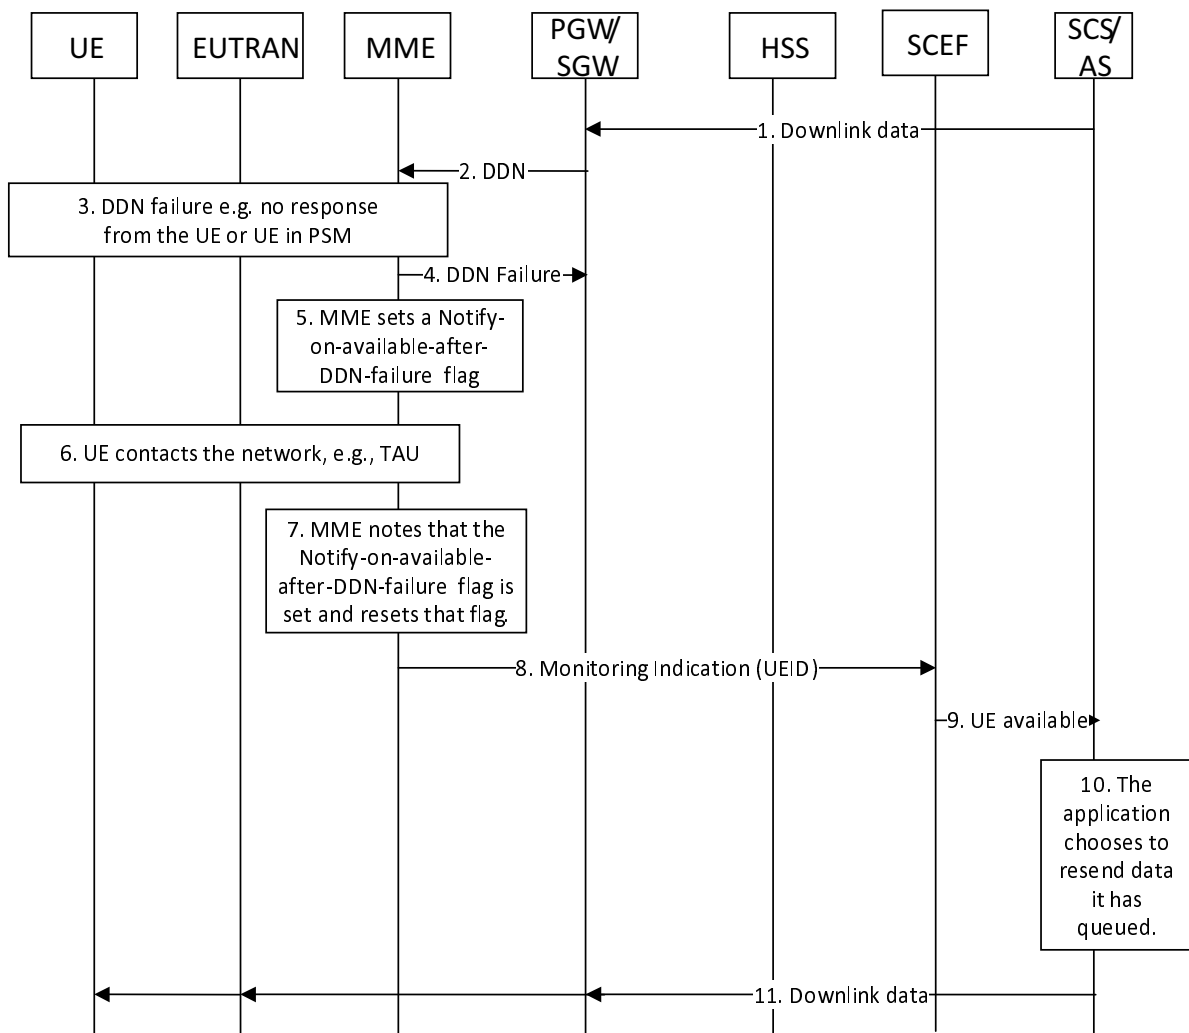 UE
EUTRAN
MME
PGW/
SGW
HSS
SCEF
SCS/
AS
1. Downlink data
2. DDN
3. DDN failure e.g. no response
from the UE or UE in PSM
4. DDN Failure
5. MME sets a Notify-
on-available-after-
DDN-failure flag
6. UE contacts the network, e.g., TAU
7. MME notes that the
Notify-on-available-
after-DDN-failure flag is
set and resets that flag.
8. Monitoring Indication (UEID)
9. UE available
10. The
application
chooses to
resend data
it has
queued.
11. Downlink data